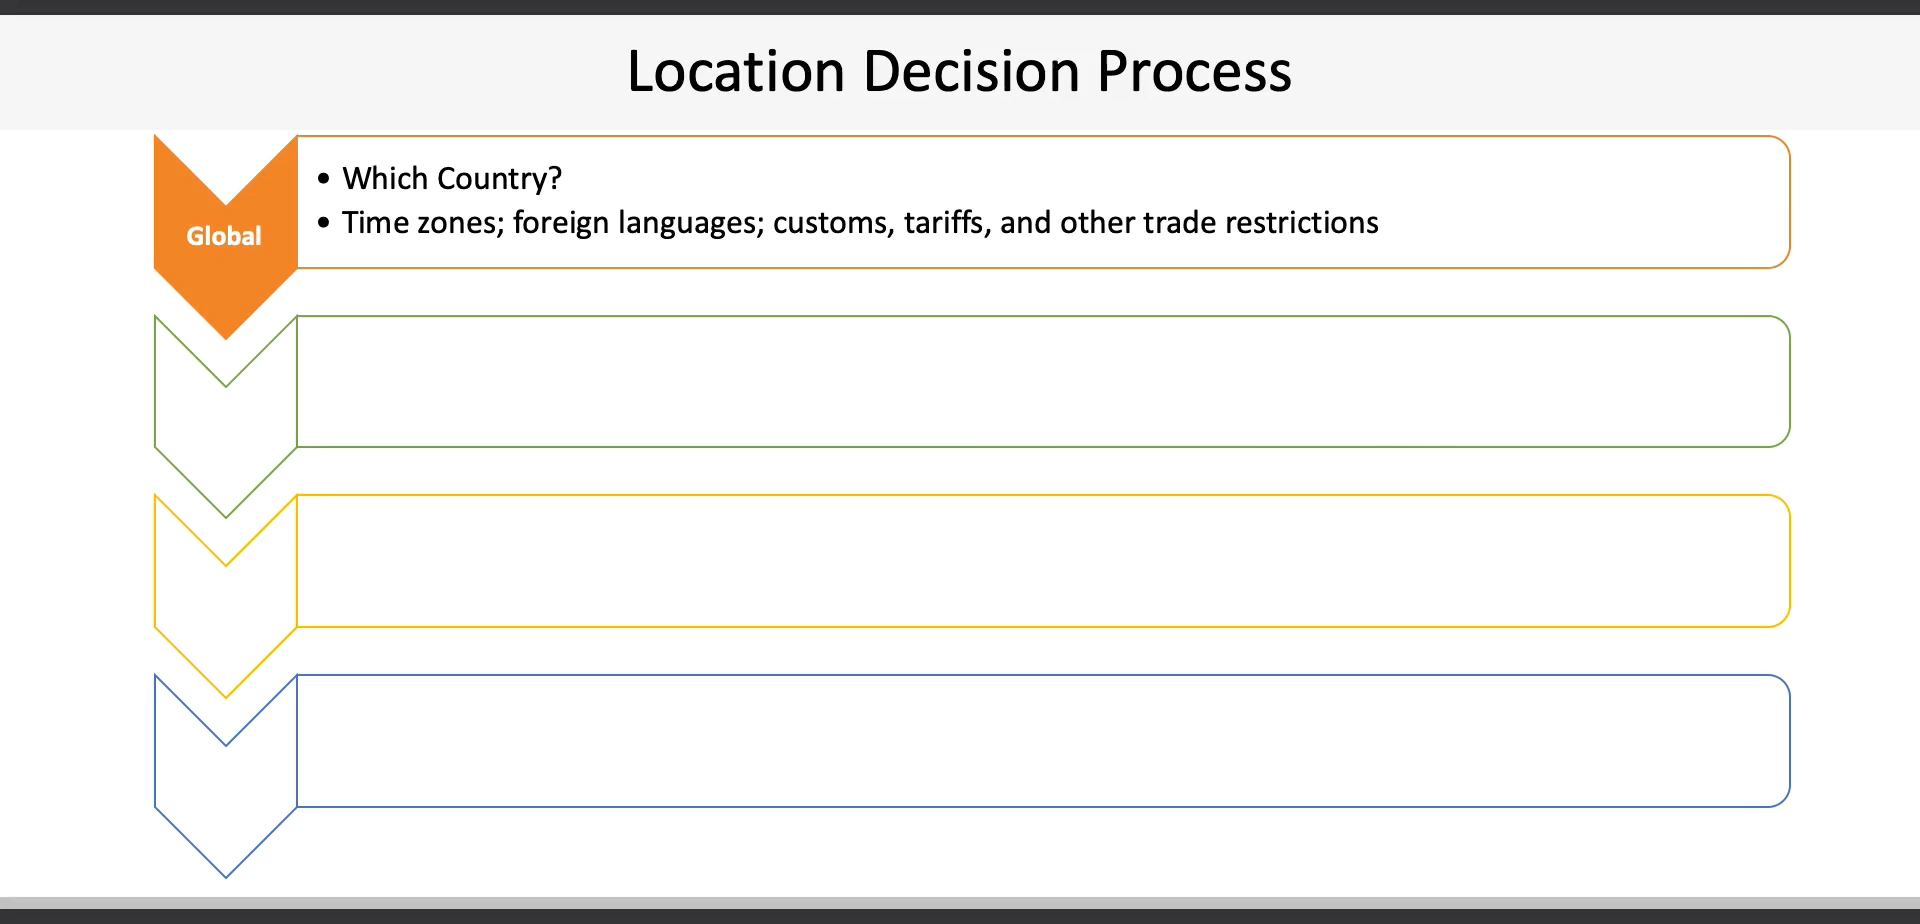 Location Decision Process
Global
• Which Country?
• Time zones; foreign languages; customs, tariffs, and other trade restrictions